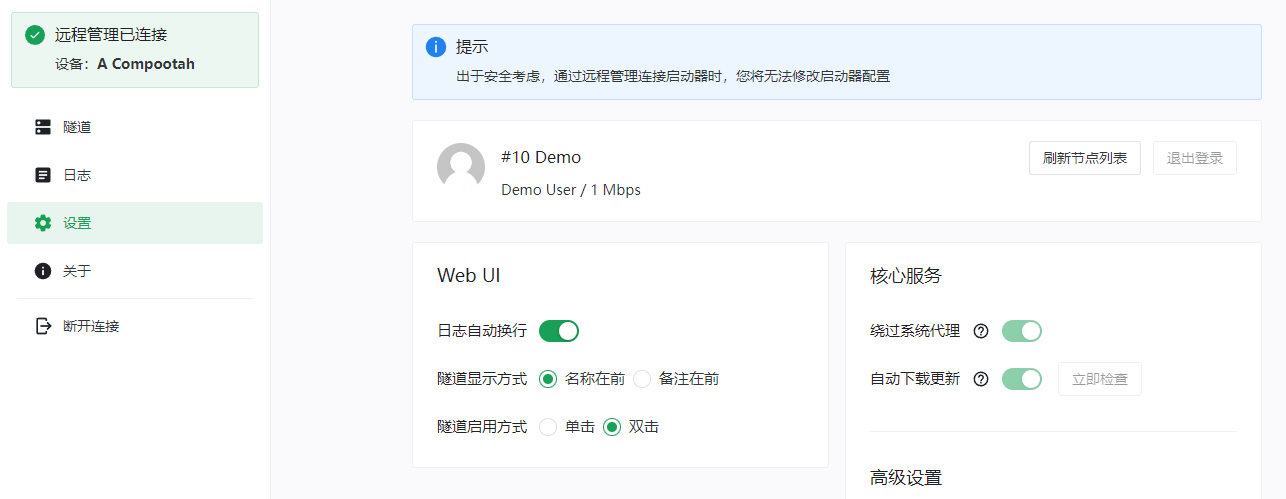 远程管理已连接
设备：A Compootah
隧道
日志
设置
关于
断开连接
提示
出于安全考虑，通过远程管理连接启动器时，您将无法修改启动器配置
#10 Demo
Demo User / 1 Mbps
刷新节点列表
退出登录
Web UI
日志自动换行
隧道显示方式 名称在前 备注在前
隧道启用方式 单击 双击
核心服务
绕过系统代理
自动下载更新 立即检查
高级设置